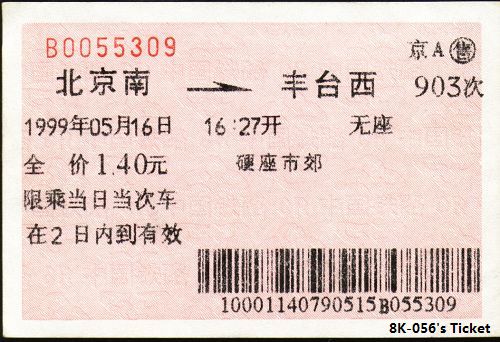 B0055309
京A 售
北京南 → 丰台西 903次
1999年05月16日 16:27开 无座
全 价1.40元 硬座市郊
限乘当日当次车
在2日内到有效
10001140790515B055309
8K-056's Ticket